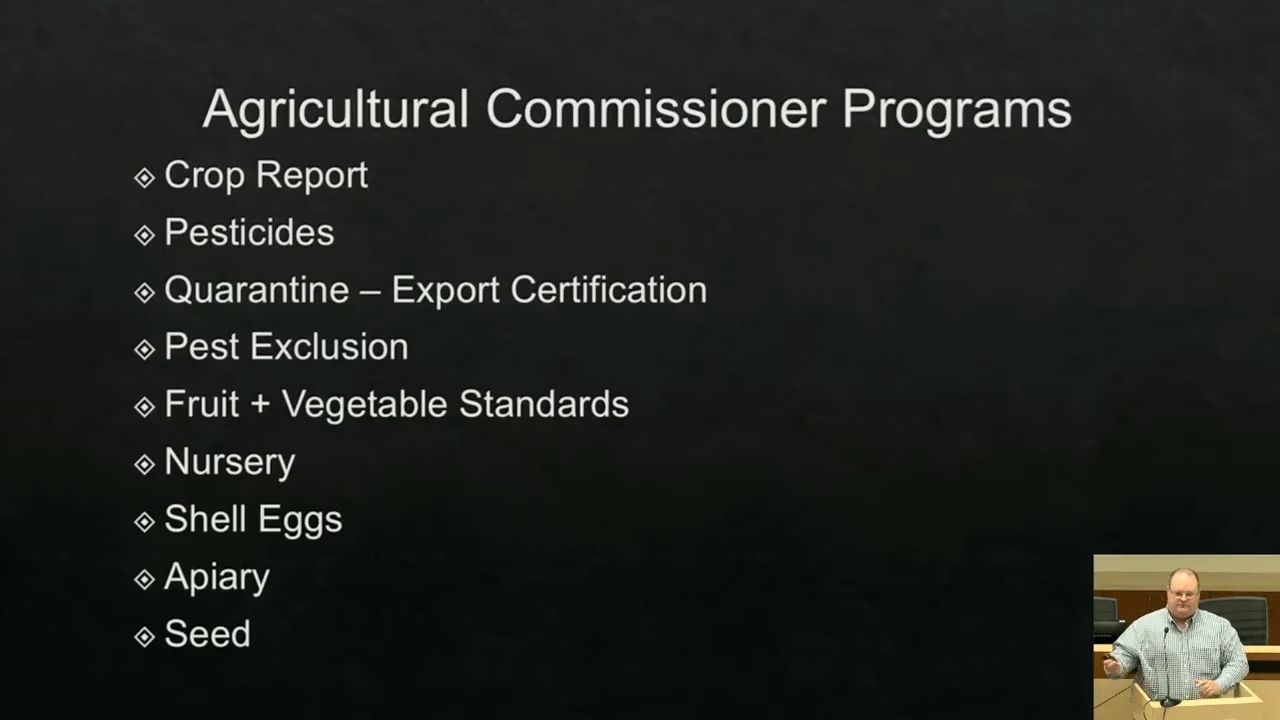 Agricultural Commissioner Programs
Crop Report
Pesticides
Quarantine – Export Certification
Pest Exclusion
Fruit + Vegetable Standards
Nursery
Shell Eggs
Apiary
Seed